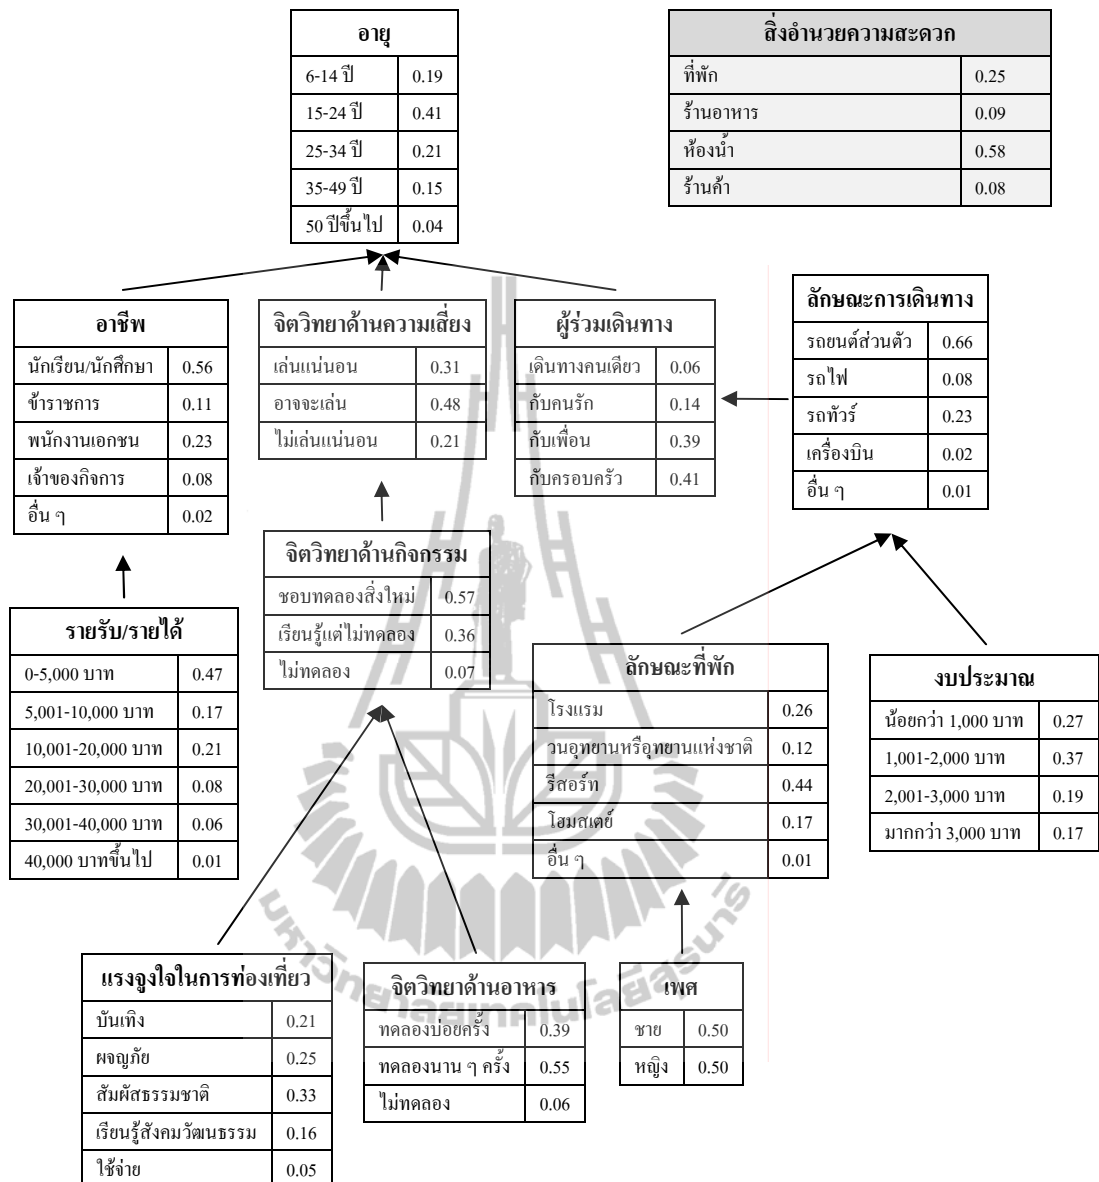 อายุ
6-14 ปี 0.19
15-24 ปี 0.41
25-34 ปี 0.21
35-49 ปี 0.15
50 ปีขึ้นไป 0.04
สิ่งอำนวยความสะดวก
ที่พัก 0.25
ร้านอาหาร 0.09
ห้องน้ำ 0.58
ร้านค้า 0.08
อาชีพ
นักเรียน/นักศึกษา 0.56
ข้าราชการ 0.11
พนักงานเอกชน 0.23
เจ้าของกิจการ 0.08
อื่น ๆ 0.02
จิตวิทยาด้านความเสี่ยง
เล่นแน่นอน 0.31
อาจจะเล่น 0.48
ไม่เล่นแน่นอน 0.21
ผู้ร่วมเดินทาง
เดินทางคนเดียว 0.06
กับคนรัก 0.14
กับเพื่อน 0.39
กับครอบครัว 0.41
ลักษณะการเดินทาง
รถยนต์ส่วนตัว 0.66
รถไฟ 0.08
รถทัวร์ 0.23
เครื่องบิน 0.02
อื่น ๆ 0.01
จิตวิทยาด้านกิจกรรม
ชอบทดลองสิ่งใหม่ 0.57
เรียนรู้แต่ไม่ทดลอง 0.36
ไม่ทดลอง 0.07
รายรับ/รายได้
0-5,000 บาท 0.47
5,001-10,000 บาท 0.17
10,001-20,000 บาท 0.21
20,001-30,000 บาท 0.08
30,001-40,000 บาท 0.06
40,000 บาทขึ้นไป 0.01
ลักษณะที่พัก
โรงแรม 0.26
วนอุทยานหรือุทยานแห่งชาติ 0.12
รีสอร์ท 0.44
โฮมสเตย์ 0.17
อื่น ๆ 0.01
งบประมาณ
น้อยกว่า 1,000 บาท 0.27
1,001-2,000 บาท 0.37
2,001-3,000 บาท 0.19
มากกว่า 3,000 บาท 0.17
แรงจูงใจในการท่องเที่ยว
บันเทิง 0.21
ผจญภัย 0.25
สัมผัสธรรมชาติ 0.33
เรียนรู้สังคมวัฒนธรรม 0.16
ใช้จ่าย 0.05
จิตวิทยาด้านอาหาร
ทดลองบ่อยครั้ง 0.39
ทดลองนาน ๆ ครั้ง 0.55
ไม่ทดลอง 0.06
เพศ
ชาย 0.50
หญิง 0.50
มหาวิทยาลัยเทคโนโลยีสุรนารี